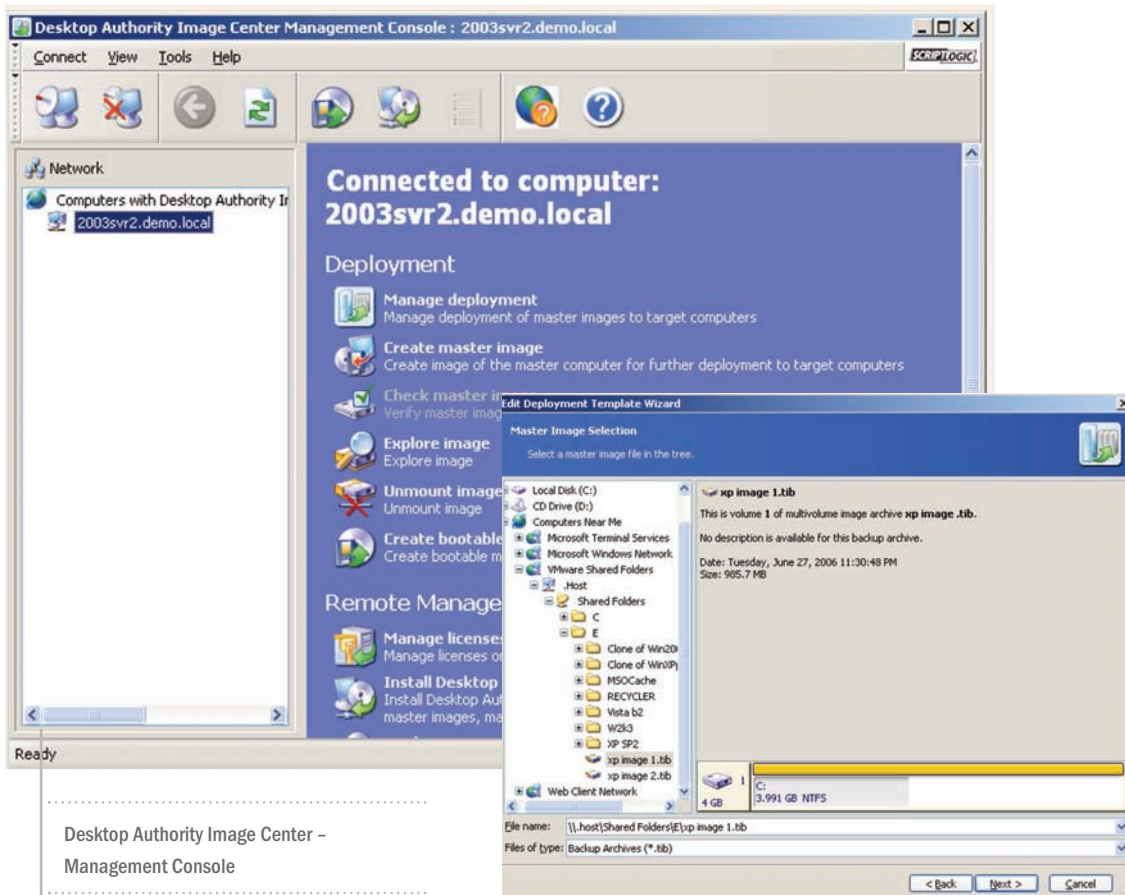 Desktop Authority Image Center Management Console : 2003svr2.demo.local
Connect View Tools Help
SCRIPTLOGIC
Network
Computers with Desktop Authority
2003svr2.demo.local
Connected to computer:
2003svr2.demo.local
Deployment
Manage deployment
Manage deployment of master images to target computers
Create master image
Create image of the master computer for further deployment to target computers
Check master
Verify master
Explore image
Explore image
Unmount image
Unmount image
Create bootable
Create bootable
Remote
Manage licenses
Manage licenses
Install Desktop
Install Desktop
master images,
Ready
Edit Deployment Template Wizard
Master Image Selection
Select a master image file in the tree.
Local Disk (C:)
CD Drive (D:)
Computers Near Me
Microsoft Terminal Services
Microsoft Windows Network
VMware Shared Folders
.Host
Shared Folders
C
E
Clone of
Clone of
MSOCache
RECYCLER
Vista b2
W2k3
XP SP2
xp image 1.tib
xp image 2.tib
Web Client Network
xp image 1.tib
This is volume 1 of multivolume image archive xp image .tib.
No description is available for this backup archive.
Date: Tuesday, June 27, 2006 11:30:48 PM
Size: 985.7 MB
1
4 GB
C:
3.991 GB NTFS
File name: \\.host\Shared Folders\E\xp image 1.tib
Files of type: Backup Archives (*.tib)
< Back Next > Cancel
Desktop Authority Image Center –
Management Console